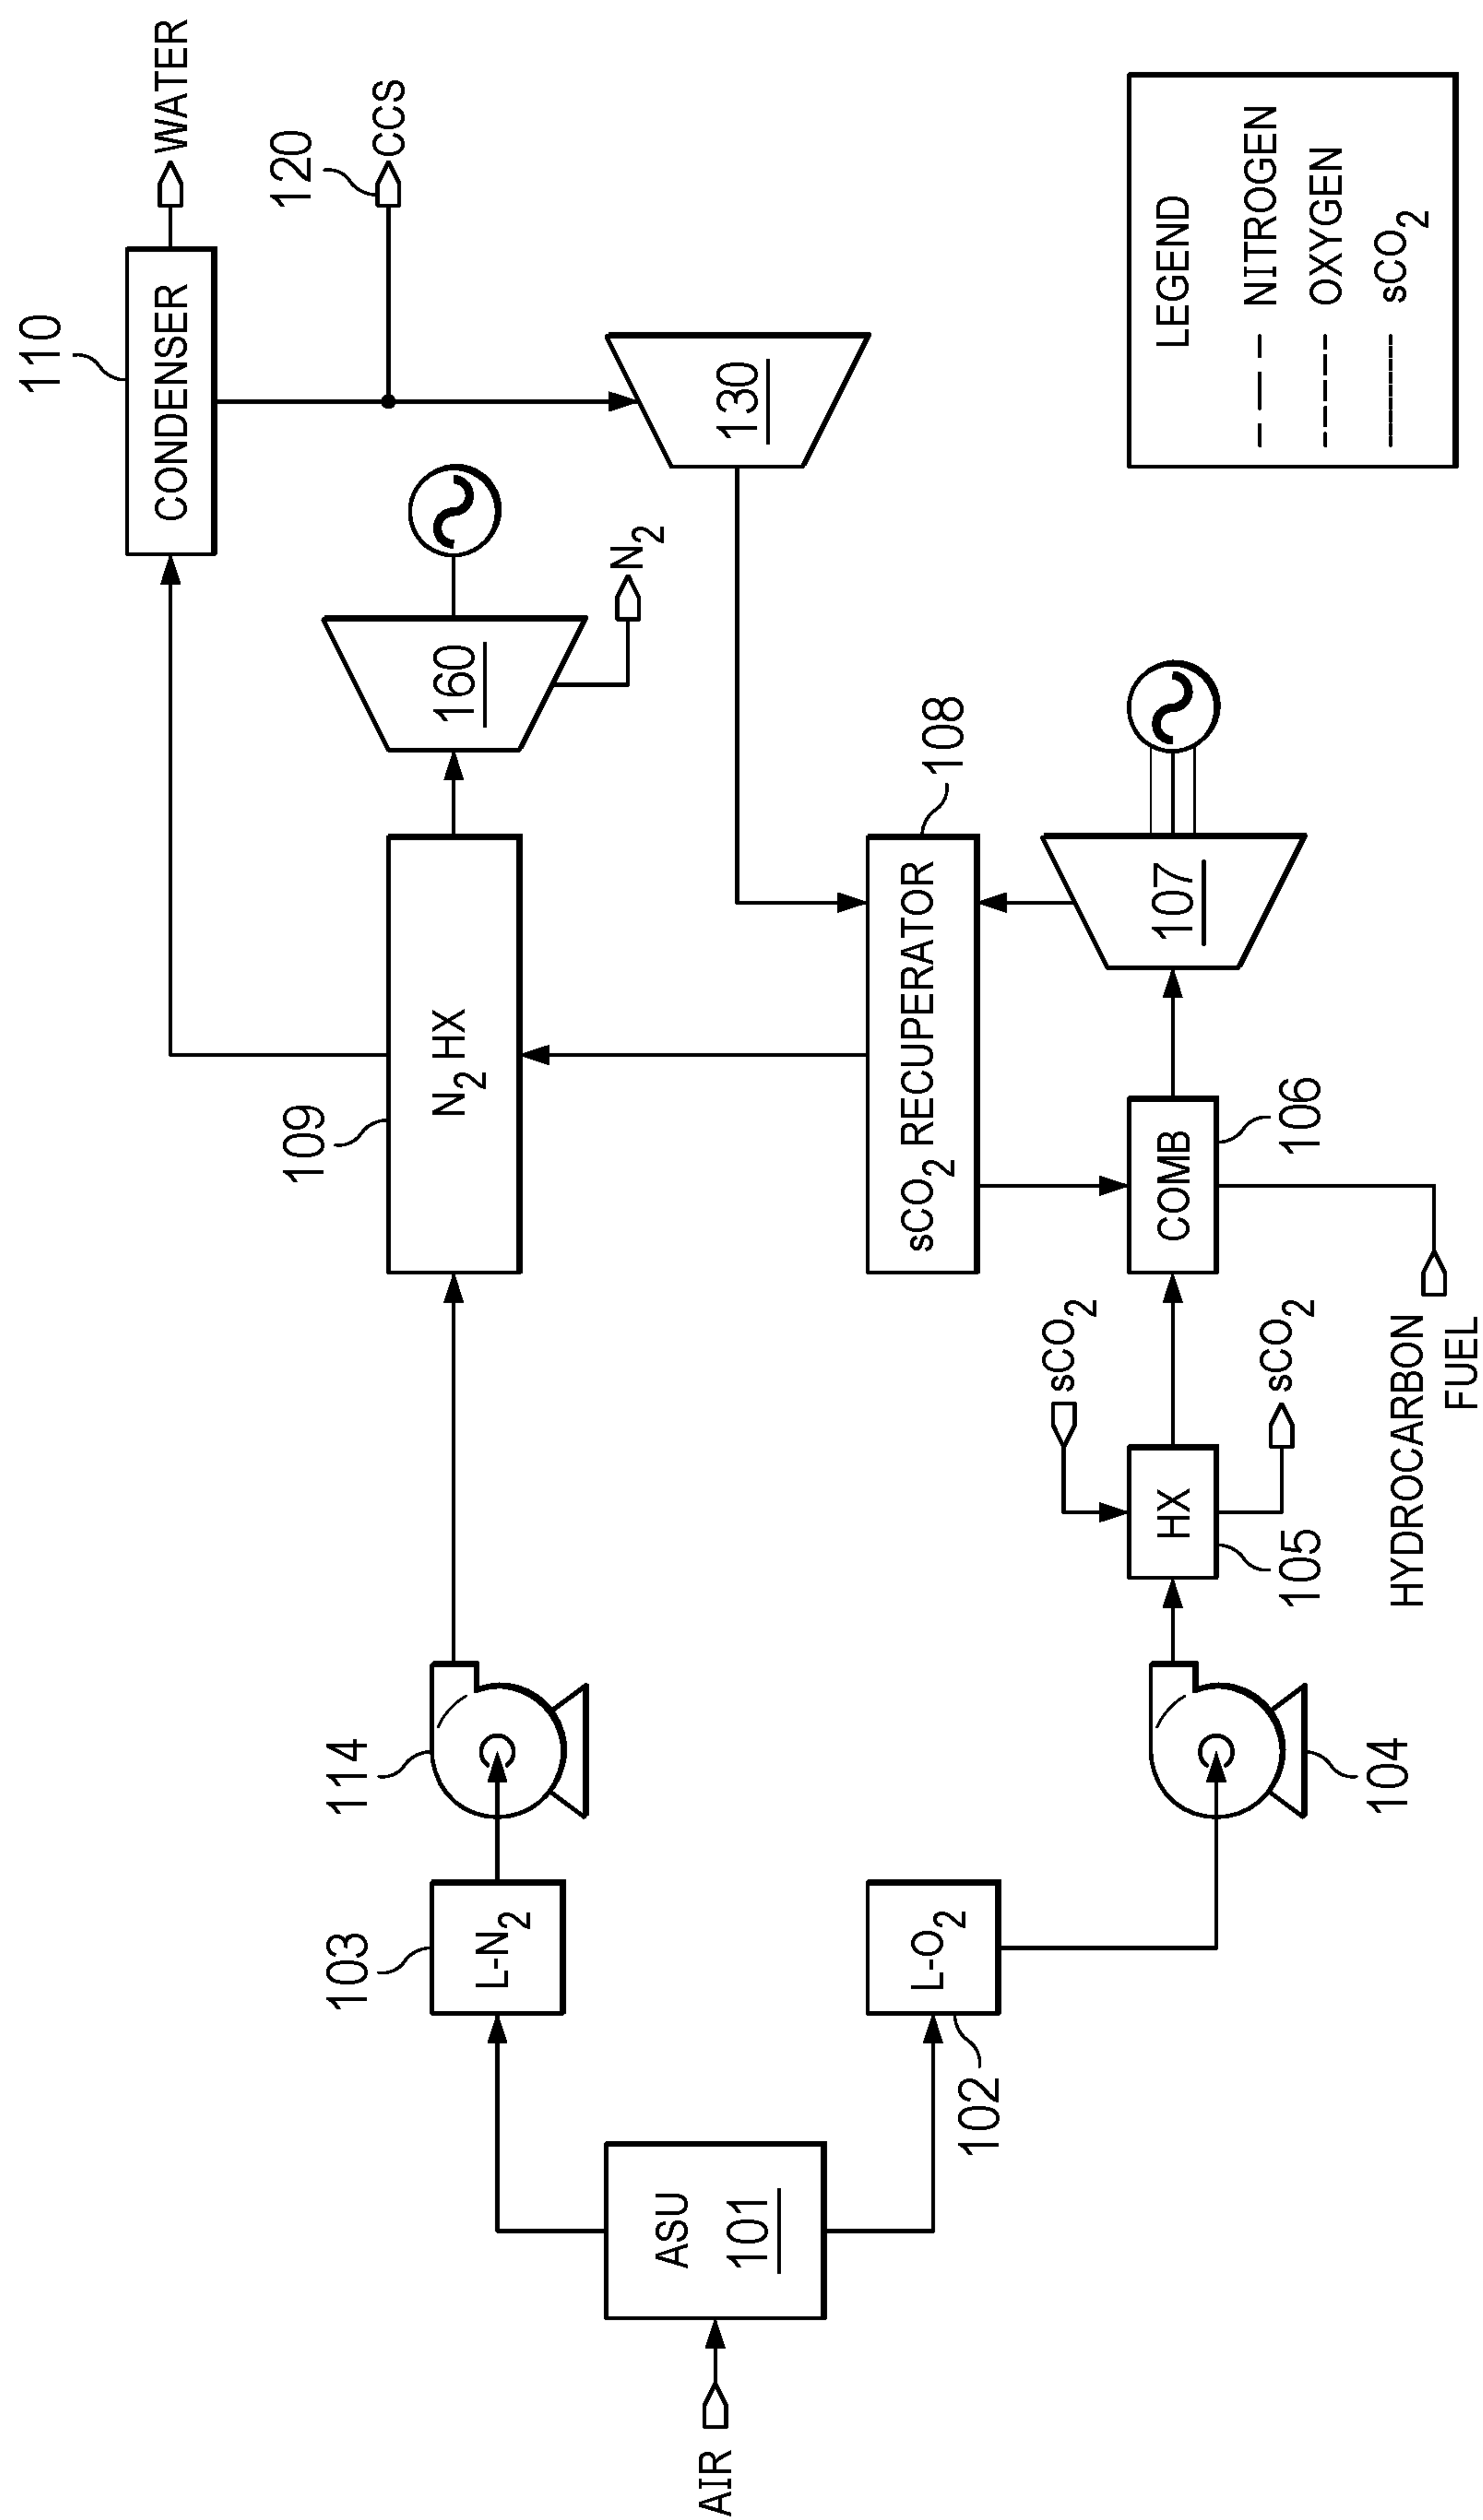 110
CONDENSER
WATER
120
CCS
160
N2
130
109
N2 HX
114
103
L-N2
AIR
ASU
101
102
L-O2
104
105
HX
sCO2
sCO2
HYDROCARBON
FUEL
COMB
106
sCO2 RECUPERATOR
108
107
LEGEND
NITROGEN
OXYGEN
sCO2